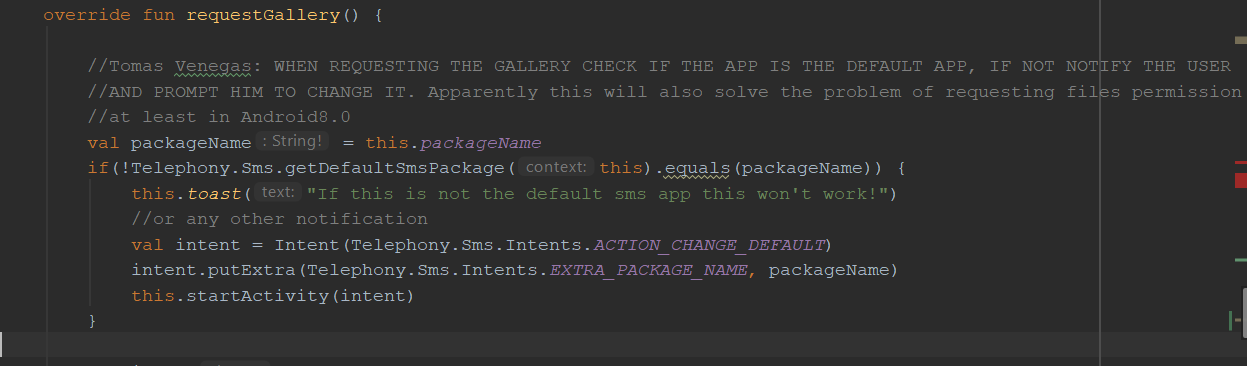 override fun requestGallery() {
//Tomas Venegas: WHEN REQUESTING THE GALLERY CHECK IF THE APP IS THE DEFAULT APP, IF NOT NOTIFY THE USER
//AND PROMPT HIM TO CHANGE IT. Apparently this will also solve the problem of requesting files permission
//at least in Android8.0
val packageName : String! = this.packageName
if(!Telephony.Sms.getDefaultSmsPackage( context: this).equals(packageName)) {
this.toast( text: "If this is not the default sms app this won't work!")
//or any other notification
val intent = Intent(Telephony.Sms.Intents.ACTION_CHANGE_DEFAULT)
intent.putExtra(Telephony.Sms.Intents.EXTRA_PACKAGE_NAME, packageName)
this.startActivity(intent)
}